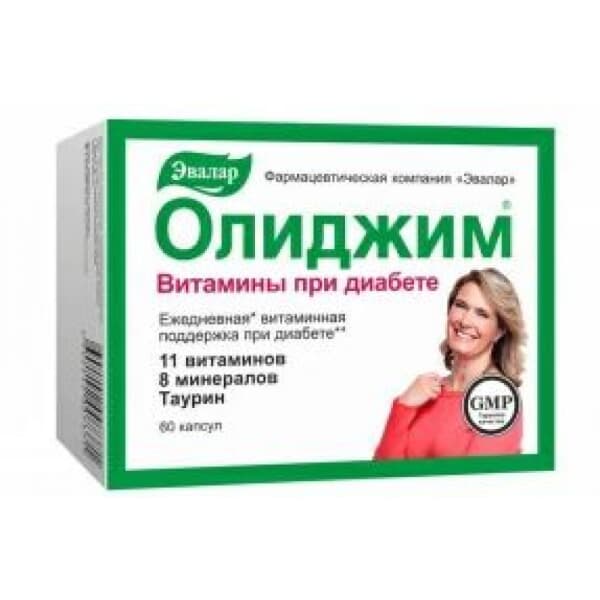 Эвалар
Фармацевтическая компания «Эвалар»
ОЛИДЖИМ®
Витамины при диабете
Ежедневная* витаминная
поддержка при диабете**
11 витаминов
8 минералов
Таурин
60 капсул
GMP